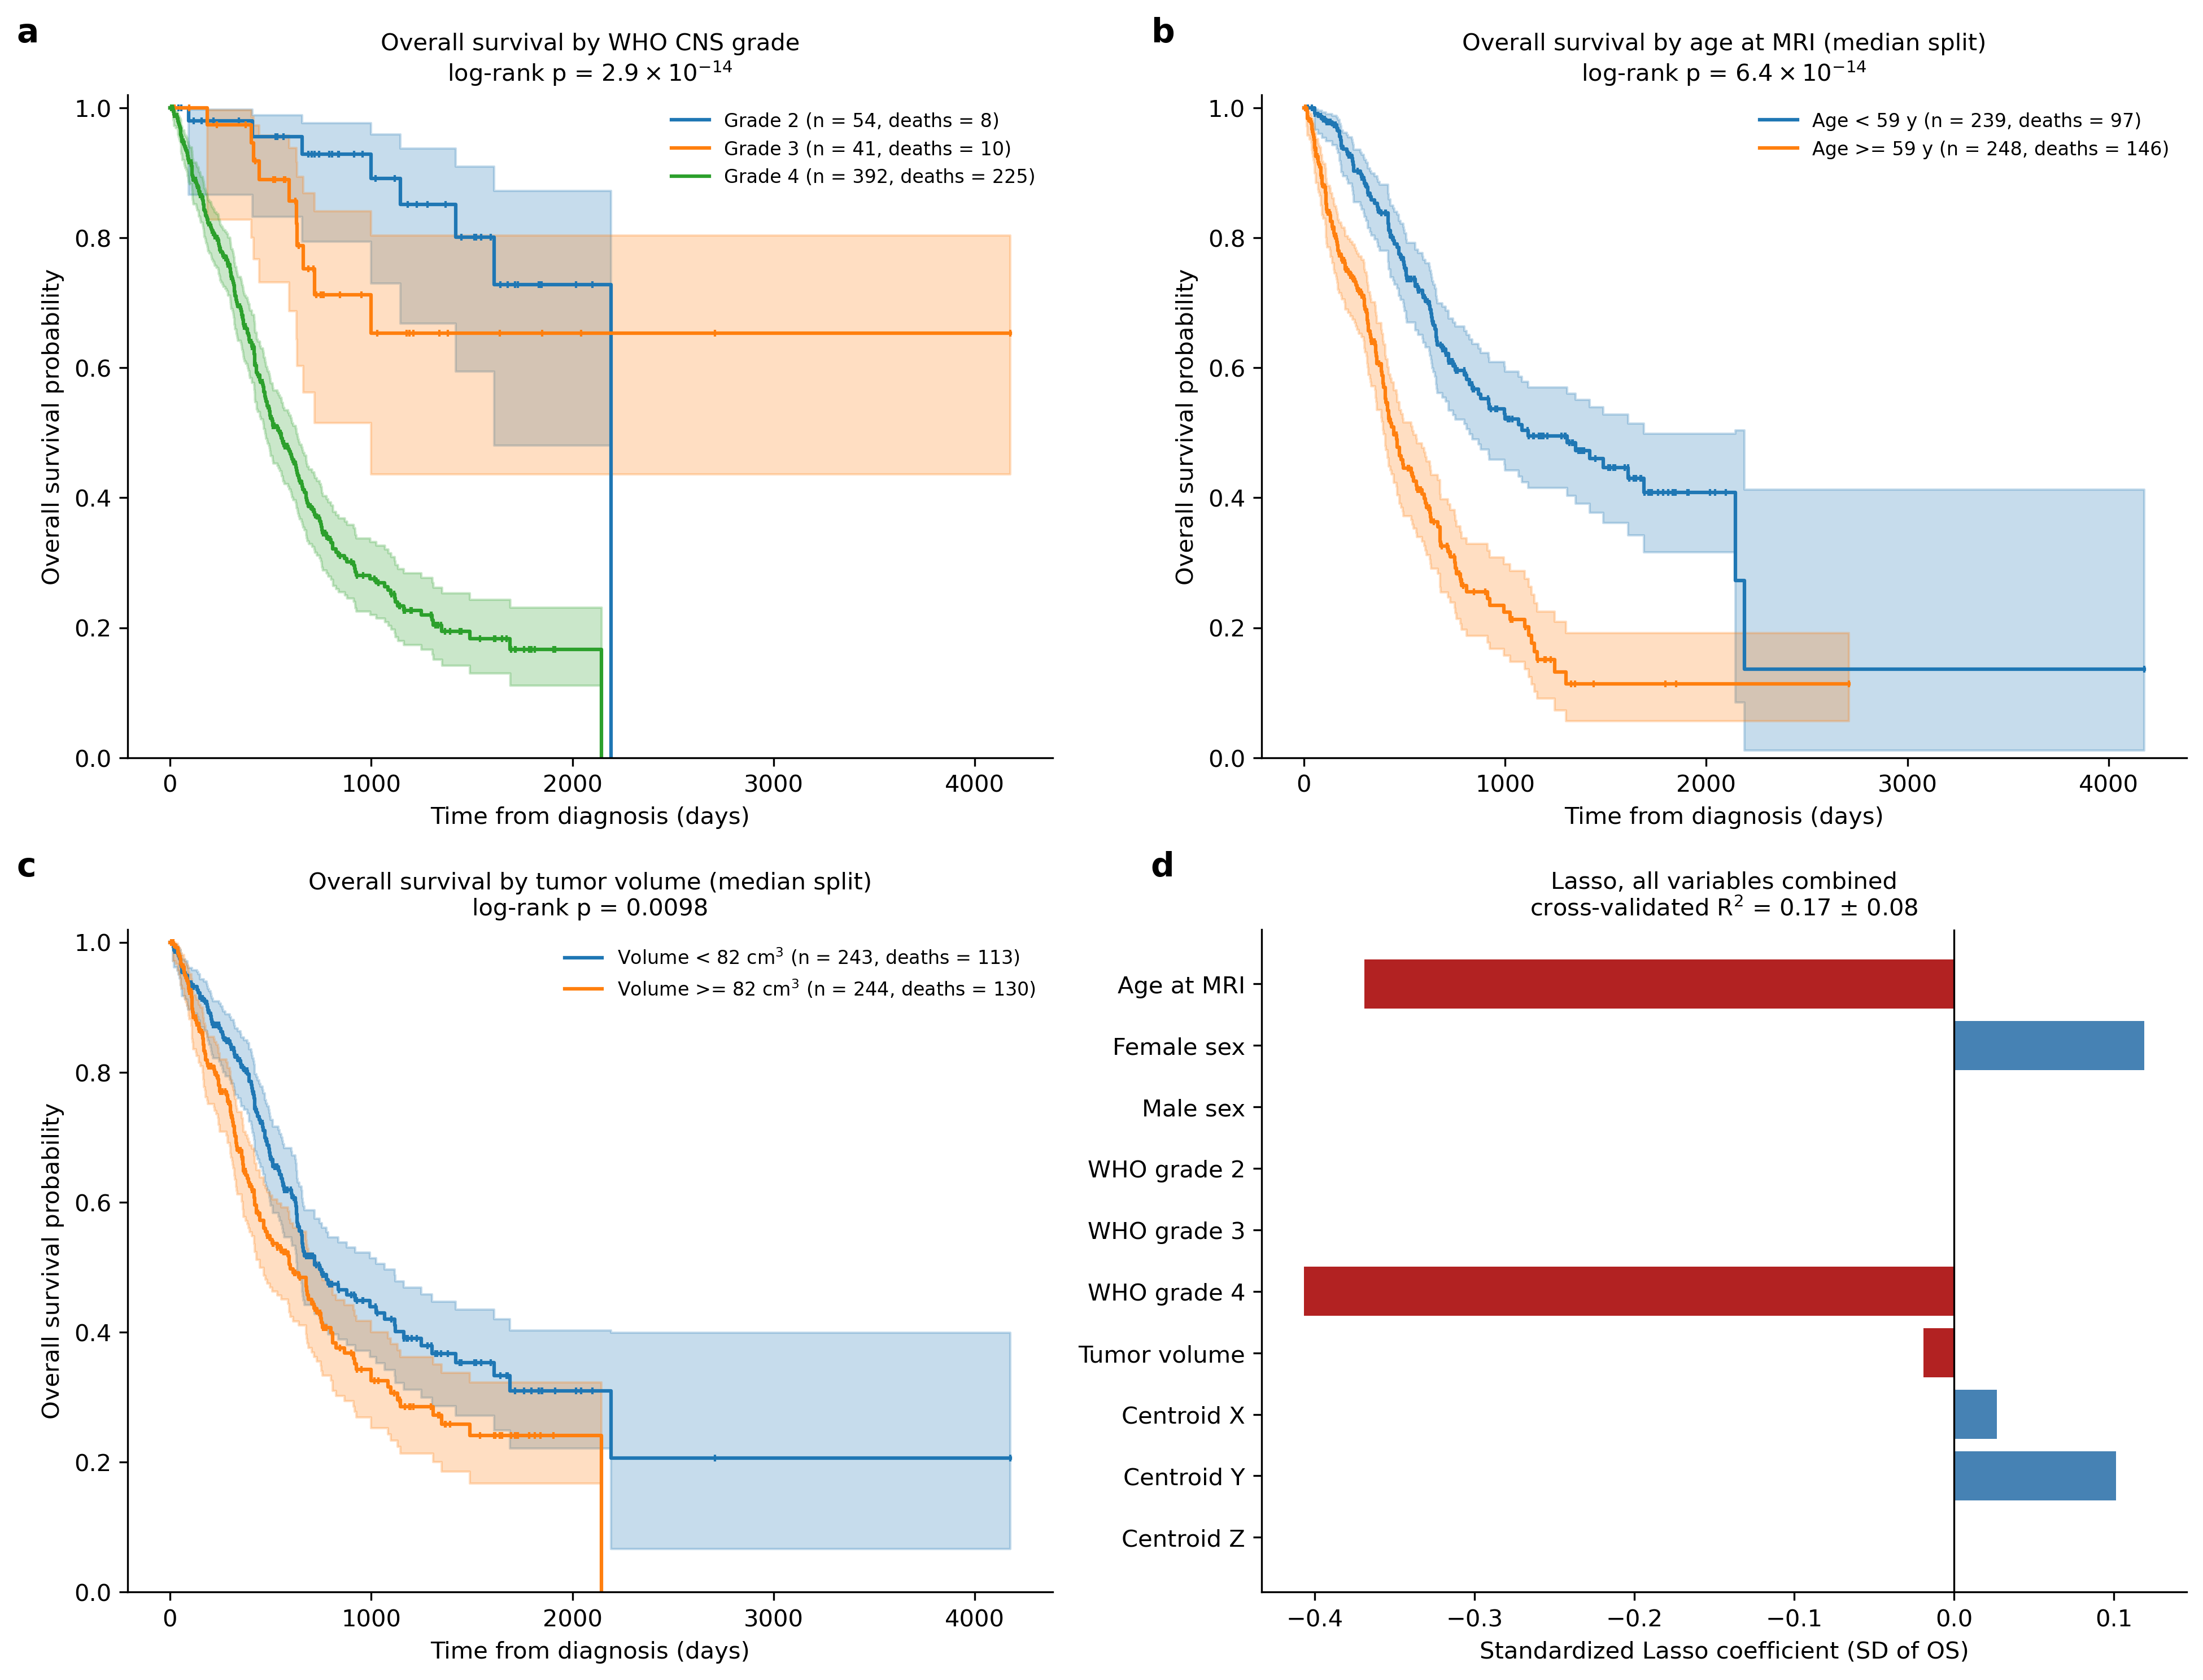 a
Overall survival by WHO CNS grade
log-rank p = 2.9 × 10⁻¹⁴
Overall survival probability
1.0
0.8
0.6
0.4
0.2
0.0
Grade 2 (n = 54, deaths = 8)
Grade 3 (n = 41, deaths = 10)
Grade 4 (n = 392, deaths = 225)
0 1000 2000 3000 4000
Time from diagnosis (days)
b
Overall survival by age at MRI (median split)
log-rank p = 6.4 × 10⁻¹⁴
Overall survival probability
1.0
0.8
0.6
0.4
0.2
0.0
Age < 59 y (n = 239, deaths = 97)
Age >= 59 y (n = 248, deaths = 146)
0 1000 2000 3000 4000
Time from diagnosis (days)
c
Overall survival by tumor volume (median split)
log-rank p = 0.0098
Overall survival probability
1.0
0.8
0.6
0.4
0.2
0.0
Volume < 82 cm³ (n = 243, deaths = 113)
Volume >= 82 cm³ (n = 244, deaths = 130)
0 1000 2000 3000 4000
Time from diagnosis (days)
d
Lasso, all variables combined
cross-validated R² = 0.17 ± 0.08
Age at MRI
Female sex
Male sex
WHO grade 2
WHO grade 3
WHO grade 4
Tumor volume
Centroid X
Centroid Y
Centroid Z
−0.4 −0.3 −0.2 −0.1 0.0 0.1
Standardized Lasso coefficient (SD of OS)